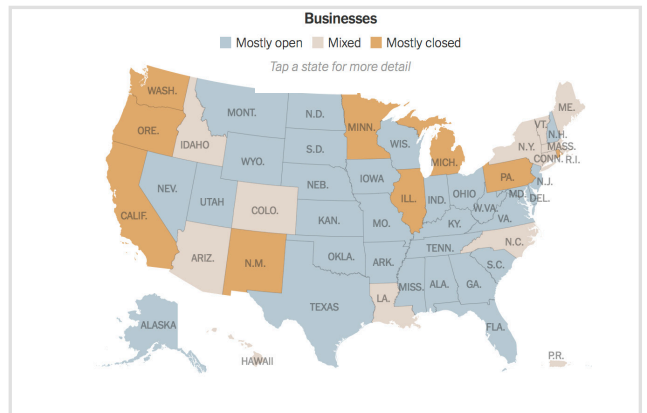 Businesses
Mostly open Mixed Mostly closed
Tap a state for more detail
WASH.
ORE.
CALIF.
IDAHO
NEV.
MONT.
WYO.
UTAH
ARIZ.
COLO.
N.M.
N.D.
S.D.
NEB.
KAN.
OKLA.
TEXAS
MINN.
IOWA
MO.
ARK.
LA.
WIS.
ILL.
MICH.
IND.
OHIO
KY.
TENN.
MISS.
ALA.
GA.
FLA.
S.C.
N.C.
VA.
W.VA.
MD.
DEL.
PA.
N.J.
N.Y.
CONN.
R.I.
MASS.
VT.
N.H.
ME.
ALASKA
HAWAII
P.R.